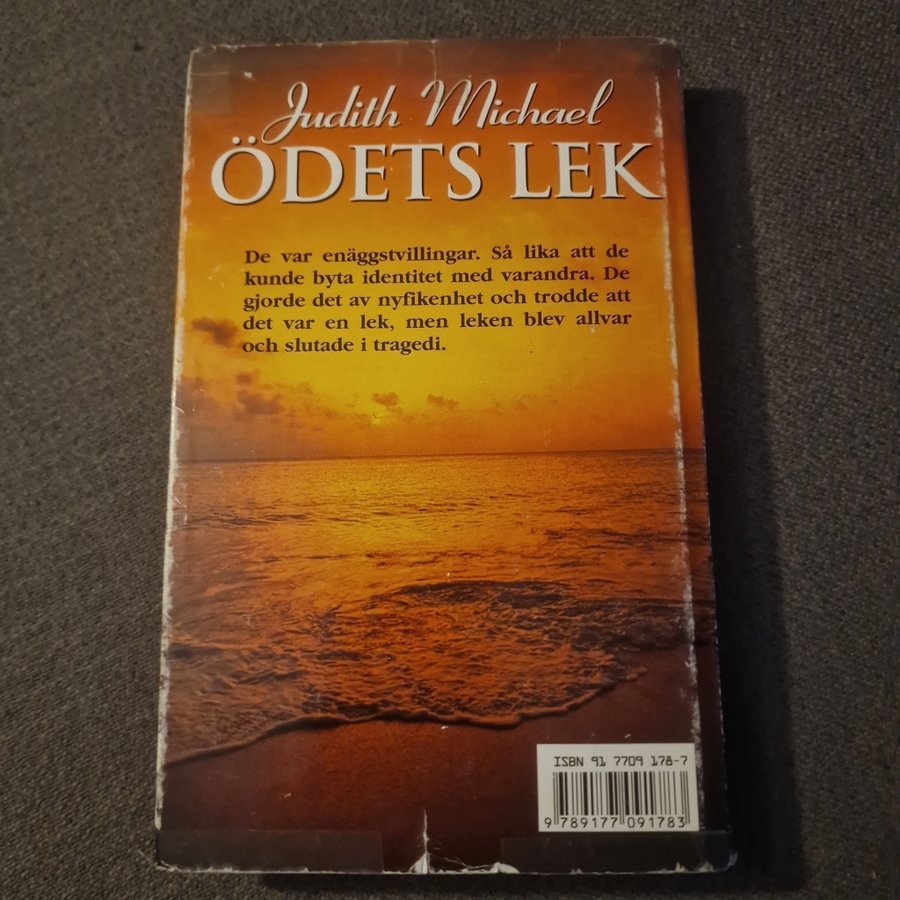 Judith Michael
ÖDETS LEK
De var enäggstvillingar. Så lika att de
kunde byta identitet med varandra. De
gjorde det av nyfikenhet och trodde att
det var en lek, men leken blev allvar
och slutade i tragedi.
ISBN 91 7709 178-7
9 789177 091783